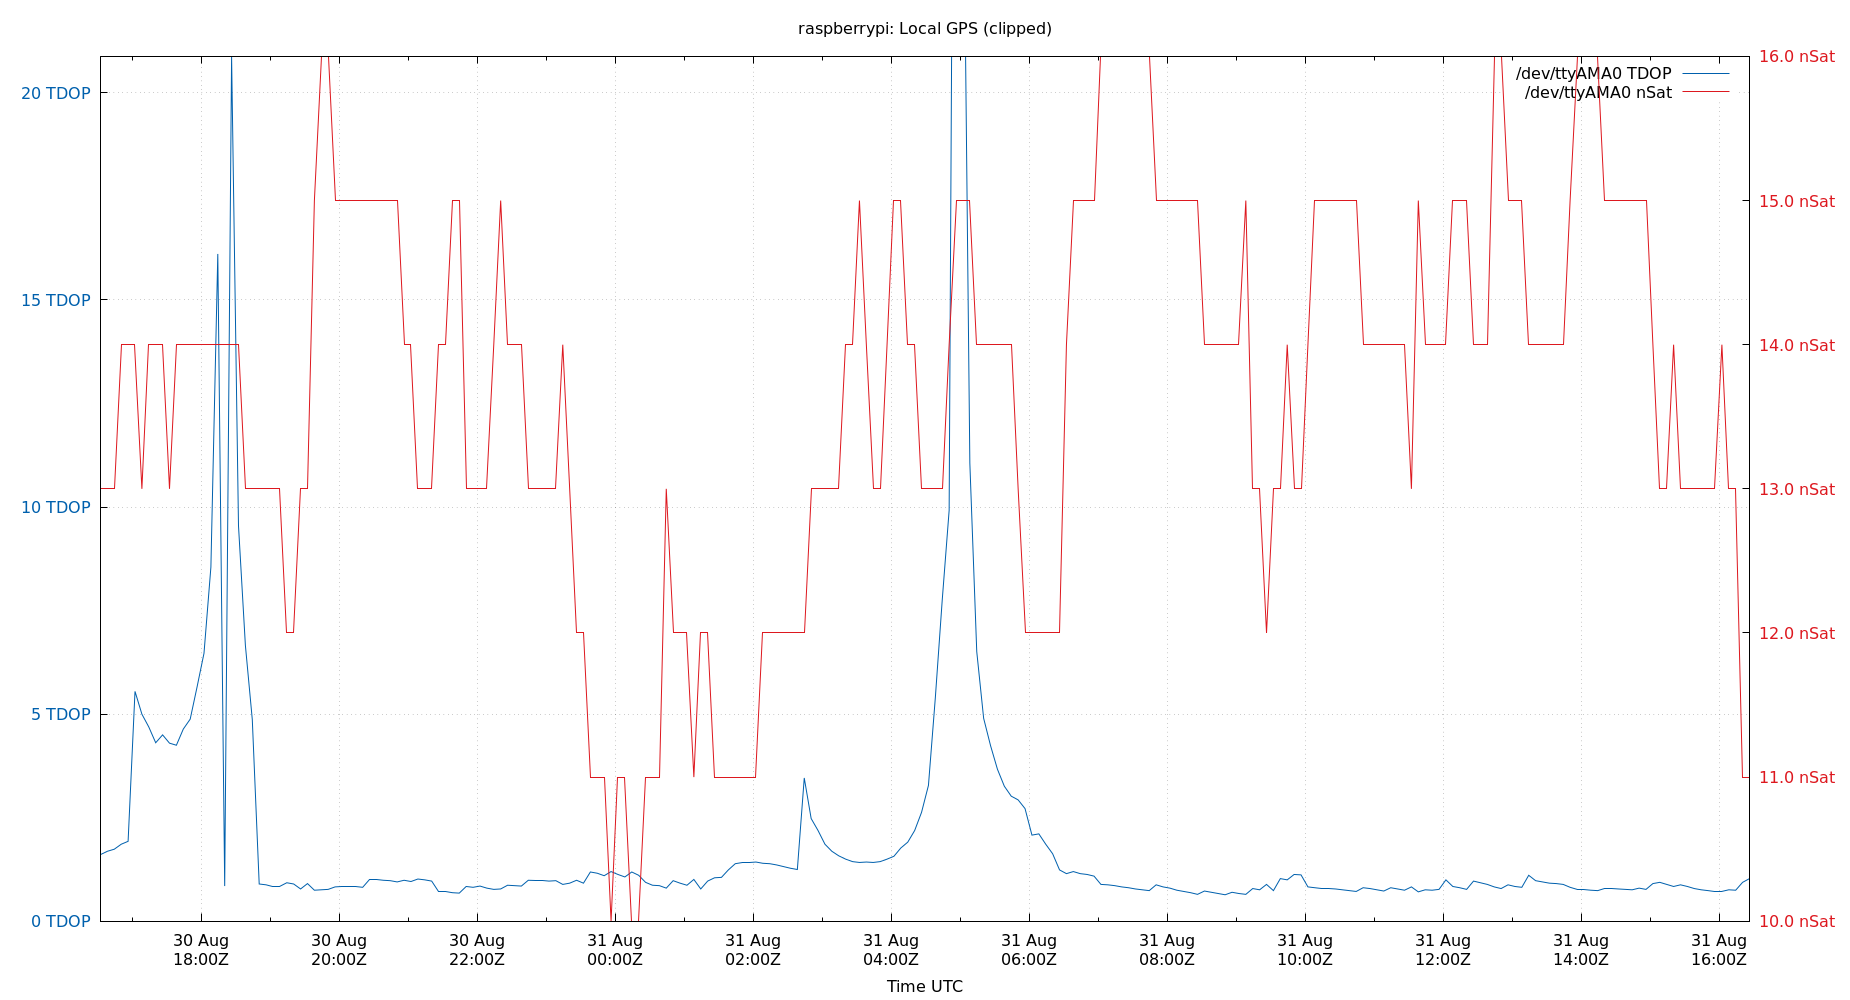 raspberrypi: Local GPS (clipped)
16.0 nSat
/dev/ttyAMA0 TDOP
/dev/ttyAMA0 nSat
20 TDOP
15.0 nSat
15 TDOP
14.0 nSat
13.0 nSat
10 TDOP
12.0 nSat
5 TDOP
11.0 nSat
0 TDOP
10.0 nSat
30 Aug 30 Aug 30 Aug 31 Aug 31 Aug 31 Aug 31 Aug 31 Aug 31 Aug 31 Aug 31 Aug 31 Aug
18:00Z 20:00Z 22:00Z 00:00Z 02:00Z 04:00Z 06:00Z 08:00Z 10:00Z 12:00Z 14:00Z 16:00Z
Time UTC